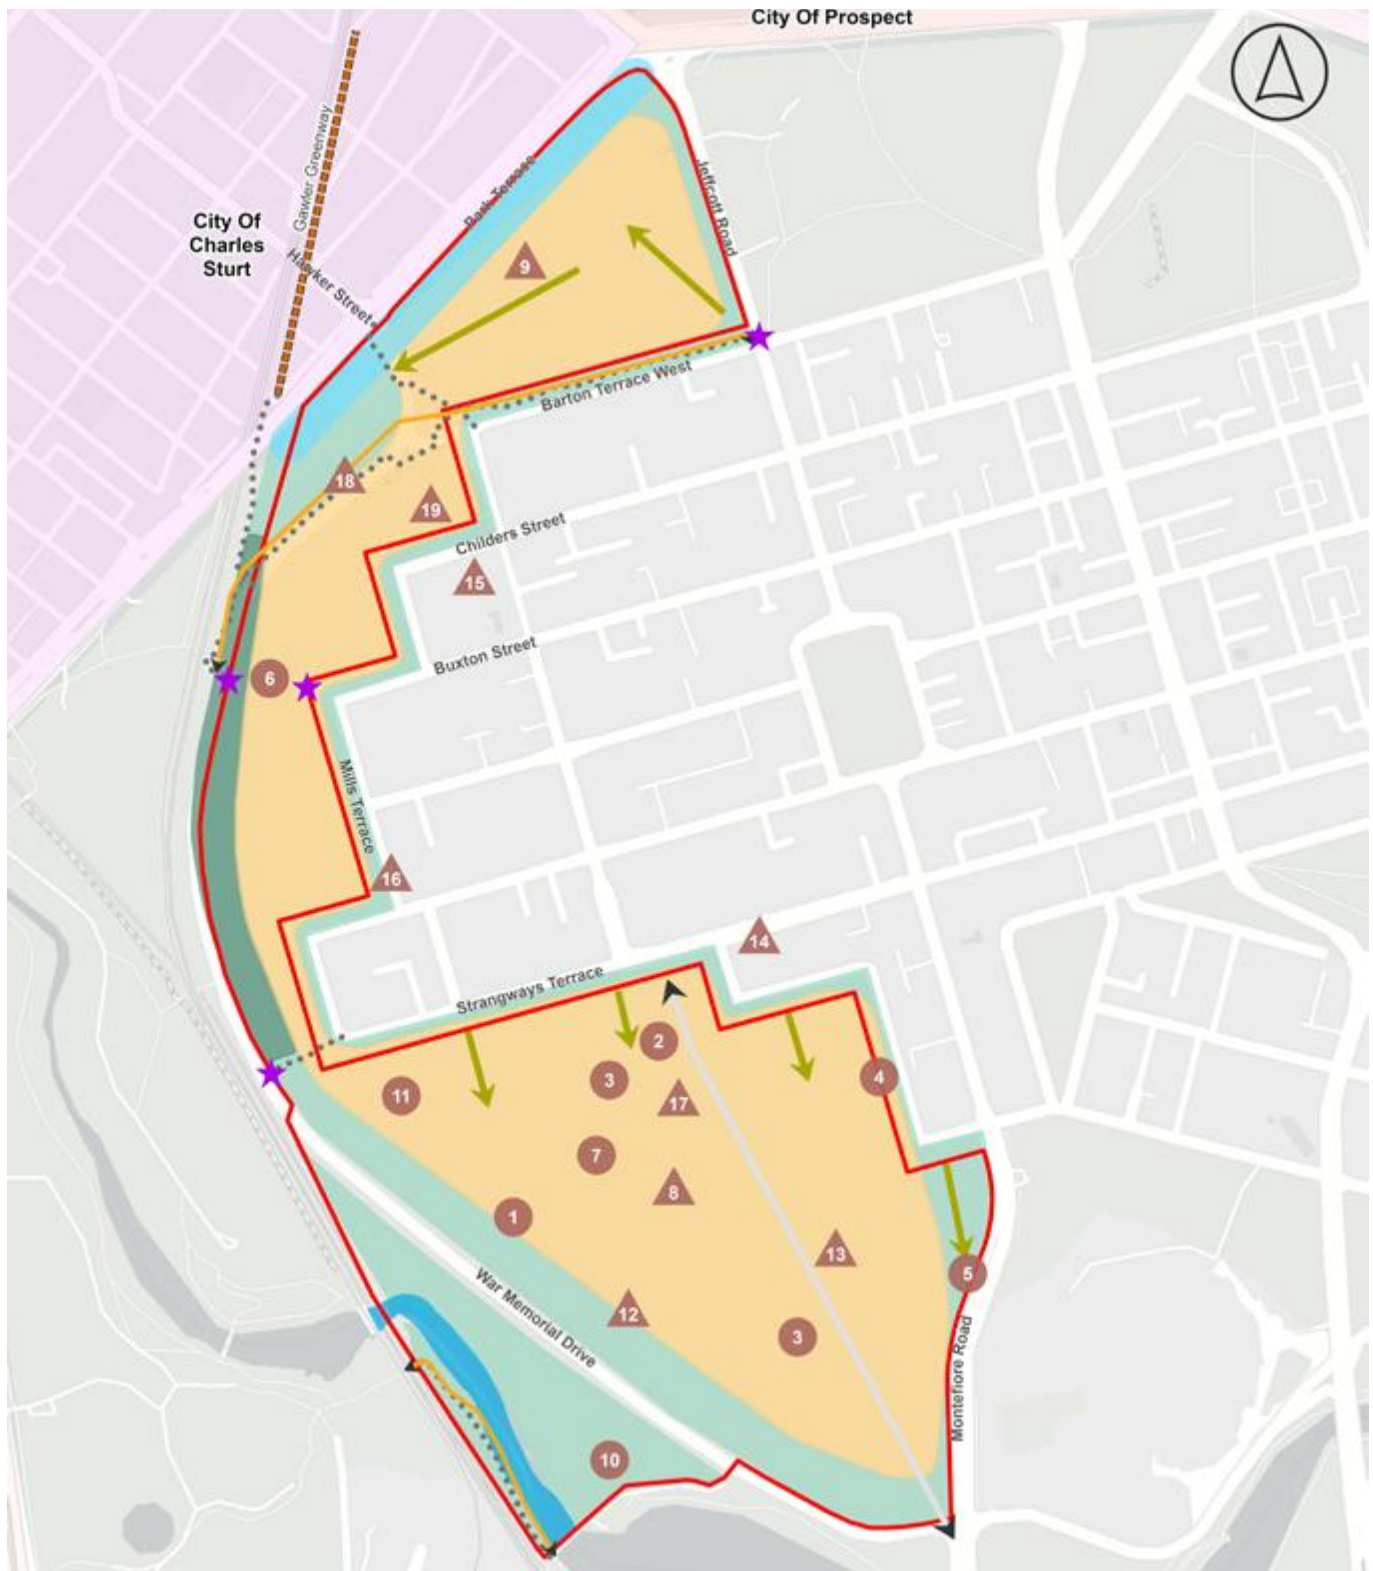 City Of Prospect
Gawler Greenway
City Of
Charles
Sturt
Park Terrace
Jeffcott Road
Hawker Street
9
Barton Terrace West
18
19
Childers Street
15
Buxton Street
6
Mills Terrace
16
14
Strangways Terrace
2
3
4
11
17
7
8
1
13
5
War Memorial Drive
12
3
Montefiore Road
10